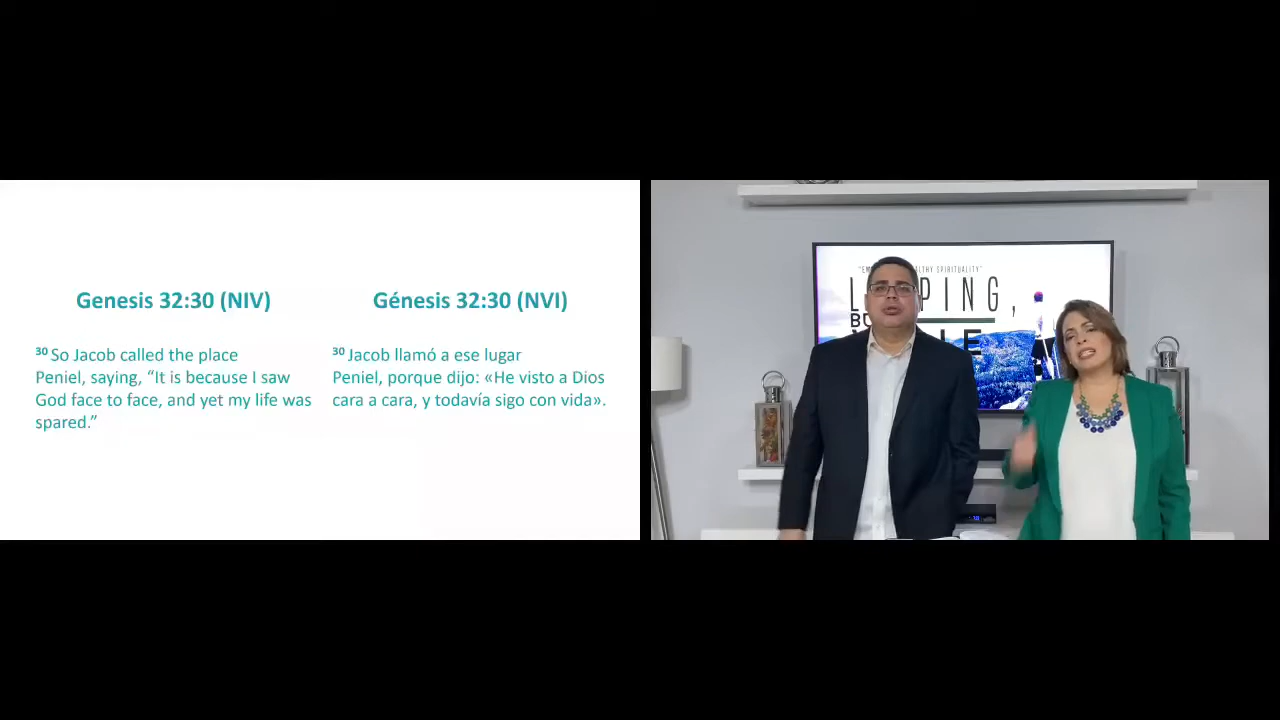 Genesis 32:30 (NIV)
30 So Jacob called the place
Peniel, saying, “It is because I saw
God face to face, and yet my life was
spared.”
Génesis 32:30 (NVI)
30 Jacob llamó a ese lugar
Peniel, porque dijo: «He visto a Dios
cara a cara, y todavía sigo con vida».
SPIRITUALITY"